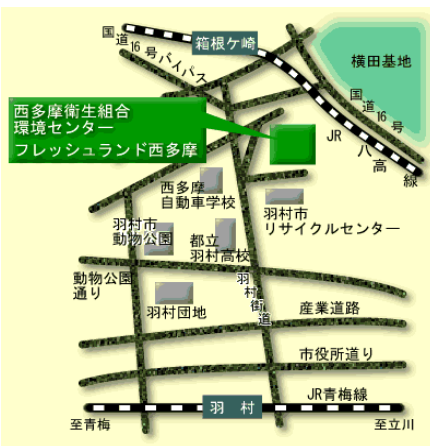 国道16号バイパス
箱根ケ崎
横田基地
国道16号
西多摩衛生組合
環境センター
フレッシュランド西多摩
JR八高線
西多摩
自動車学校
羽村市
リサイクルセンター
羽村市
動物公園
都立
羽村高校
動物公園
通り
羽村街道
羽村団地
産業道路
市役所通り
JR青梅線
羽村
至青梅
至立川